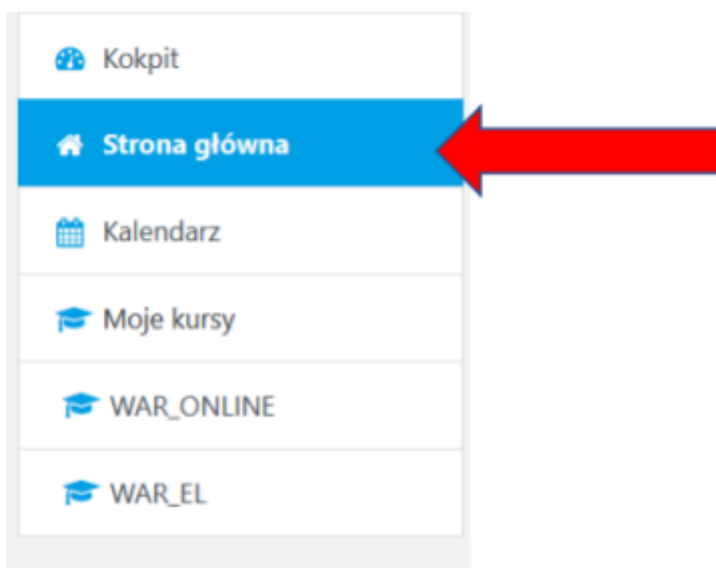 Kokpit
Strona główna
Kalendarz
Moje kursy
WAR_ONLINE
WAR_EL